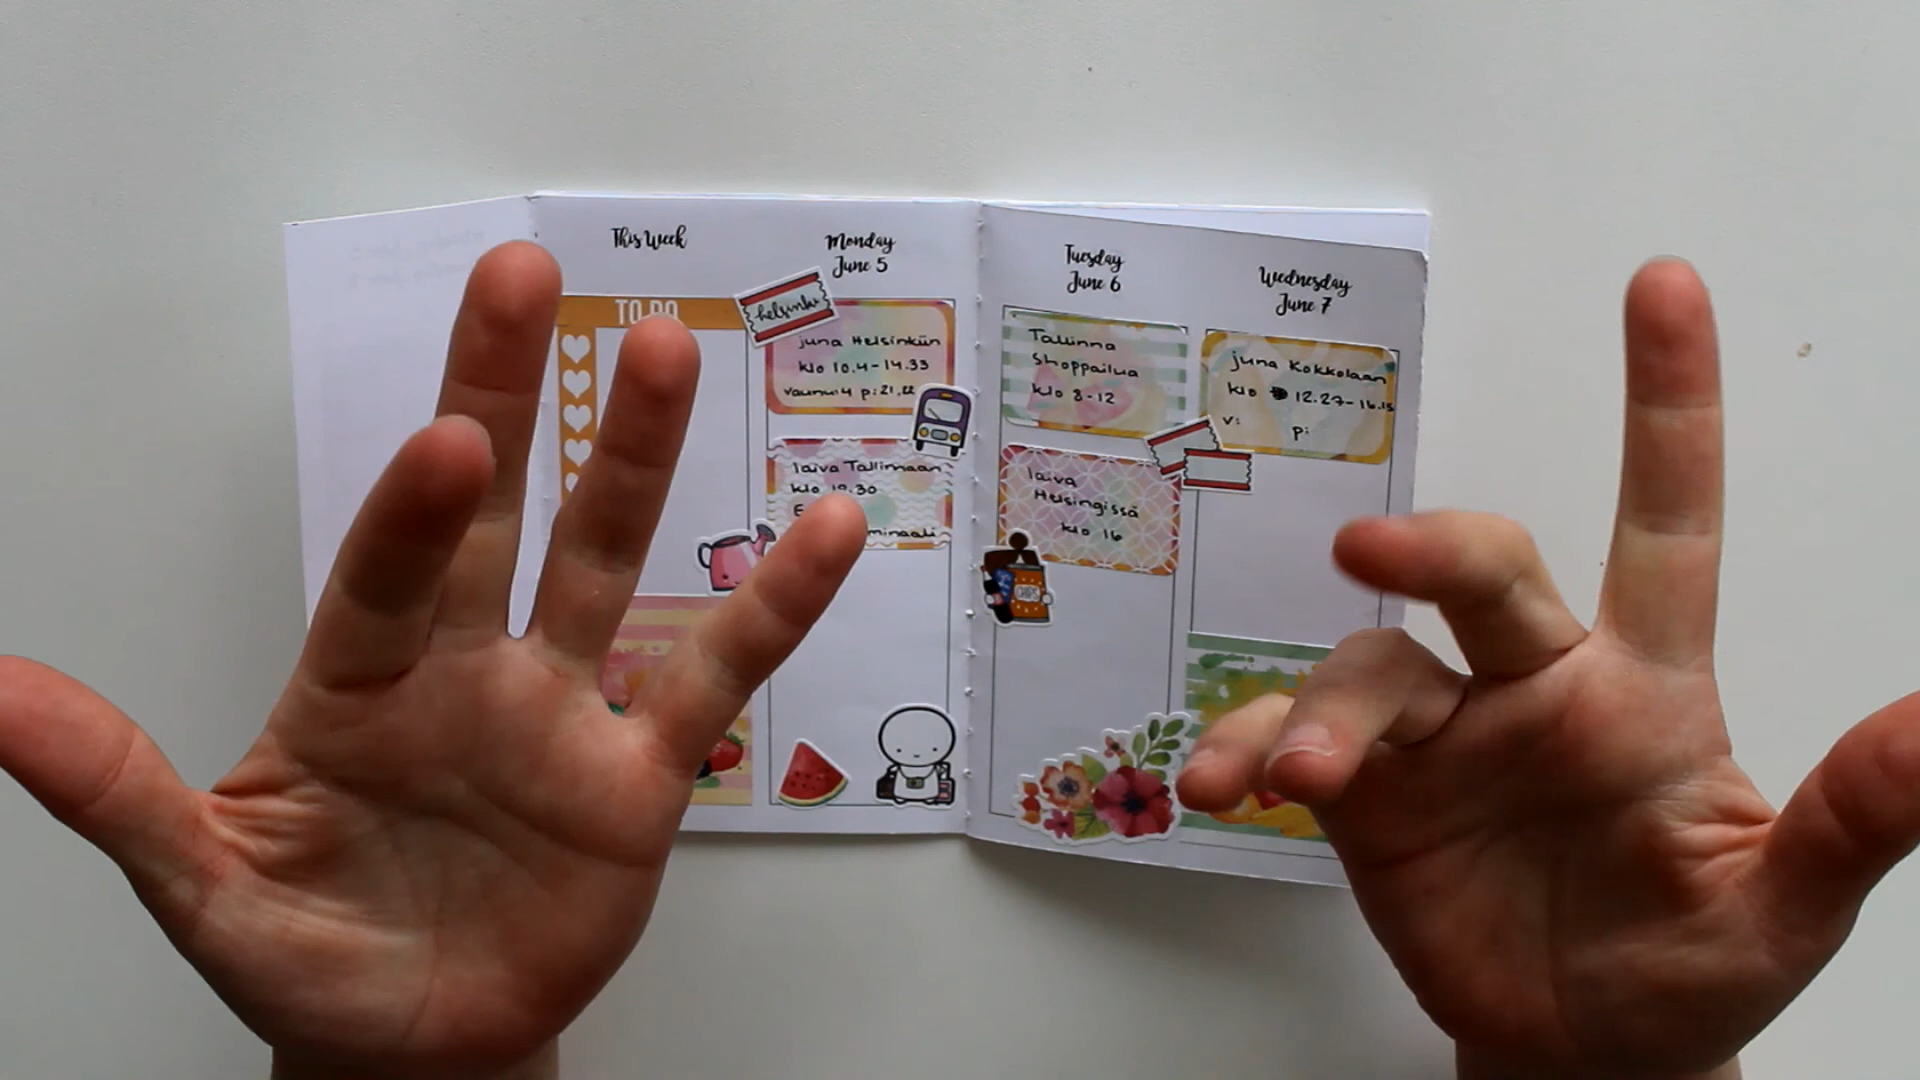 This Week
Monday
June 5
Tuesday
June 6
Wednesday
June 7
TO DO
helsinki
juna Helsinkiin
klo 10.4-14.33
vaunu:4 p:21,22
laiva Tallinnaan
klo 19.30
E
minaali
Tallinna
Shoppailua
klo 8-12
laiva
Helsingissä
klo 16
CHIPS
juna Kokkolaan
klo 12.27-16.15
v:
p: